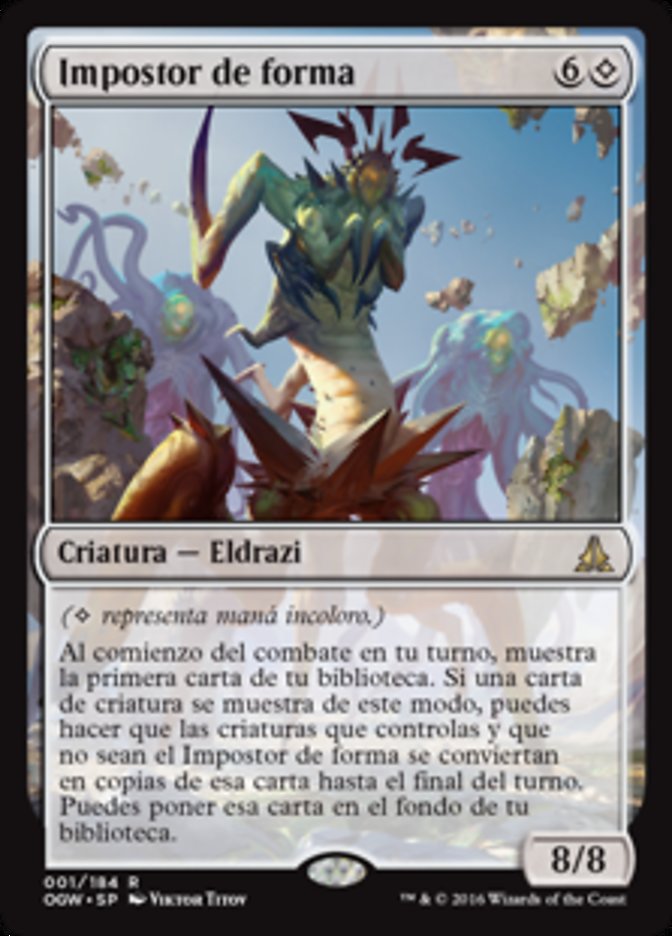 Impostor de forma 6
Criatura — Eldrazi
(◇ representa maná incoloro.)
Al comienzo del combate en tu turno, muestra
la primera carta de tu biblioteca. Si una carta
de criatura se muestra de este modo, puedes
hacer que las criaturas que controlas y que
no sean el Impostor de forma se conviertan
en copias de esa carta hasta el final del turno.
Puedes poner esa carta en el fondo de tu
biblioteca.
8/8
001/184 R
OGW • SP Viktor Titov
™ & © 2016 Wizards of the Coast